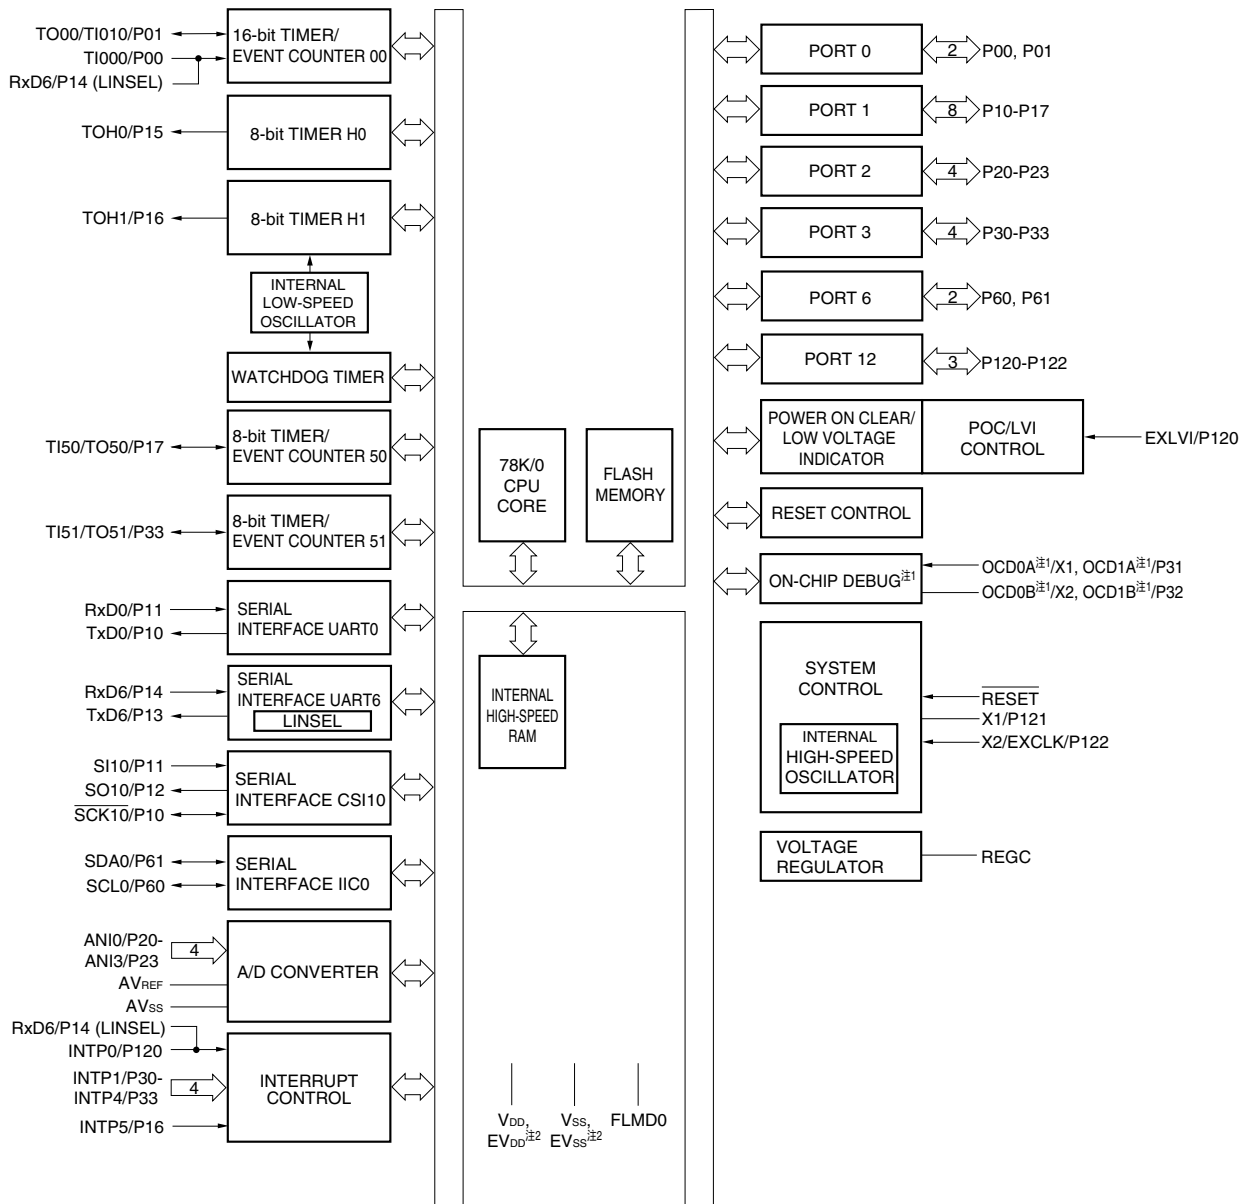 TO00/TI010/P01
TI000/P00
RxD6/P14 (LINSEL)
16-bit TIMER/
EVENT COUNTER 00
TOH0/P15
8-bit TIMER H0
TOH1/P16
8-bit TIMER H1
INTERNAL
LOW-SPEED
OSCILLATOR
WATCHDOG TIMER
TI50/TO50/P17
8-bit TIMER/
EVENT COUNTER 50
TI51/TO51/P33
8-bit TIMER/
EVENT COUNTER 51
RxD0/P11
TxD0/P10
SERIAL
INTERFACE UART0
RxD6/P14
TxD6/P13
SERIAL
INTERFACE UART6
LINSEL
SI10/P11
SO10/P12
SCK10/P10
SERIAL
INTERFACE CSI10
SDA0/P61
SCL0/P60
SERIAL
INTERFACE IIC0
ANI0/P20-
ANI3/P23
4
AVREF
AVSS
A/D CONVERTER
RxD6/P14 (LINSEL)
INTP0/P120
INTP1/P30-
INTP4/P33
4
INTP5/P16
INTERRUPT
CONTROL
78K/0
CPU
CORE
FLASH
MEMORY
INTERNAL
HIGH-SPEED
RAM
VDD,
EVDD注2
VSS,
EVSS注2
FLMD0
PORT 0
2
P00, P01
PORT 1
8
P10-P17
PORT 2
4
P20-P23
PORT 3
4
P30-P33
PORT 6
2
P60, P61
PORT 12
3
P120-P122
POWER ON CLEAR/
LOW VOLTAGE
INDICATOR
POC/LVI
CONTROL
EXLVI/P120
RESET CONTROL
ON-CHIP DEBUG注1
OCD0A注1/X1, OCD1A注1/P31
OCD0B注1/X2, OCD1B注1/P32
SYSTEM
CONTROL
INTERNAL
HIGH-SPEED
OSCILLATOR
RESET
X1/P121
X2/EXCLK/P122
VOLTAGE
REGULATOR
REGC